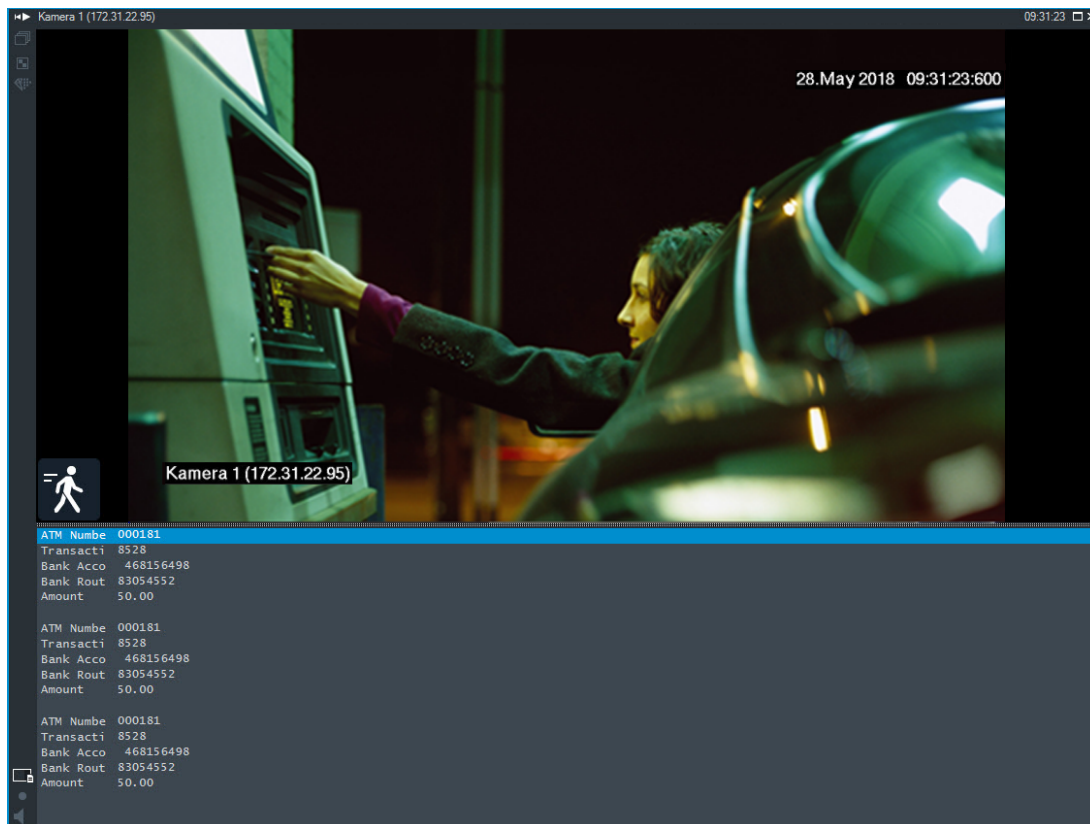 Kamera 1 (172.31.22.95)
09:31:23
28.May 2018 09:31:23:600
Kamera 1 (172.31.22.95)
ATM Numbe 000181
Transacti 8528
Bank Acco 468156498
Bank Rout 83054552
Amount 50.00
ATM Numbe 000181
Transacti 8528
Bank Acco 468156498
Bank Rout 83054552
Amount 50.00
ATM Numbe 000181
Transacti 8528
Bank Acco 468156498
Bank Rout 83054552
Amount 50.00